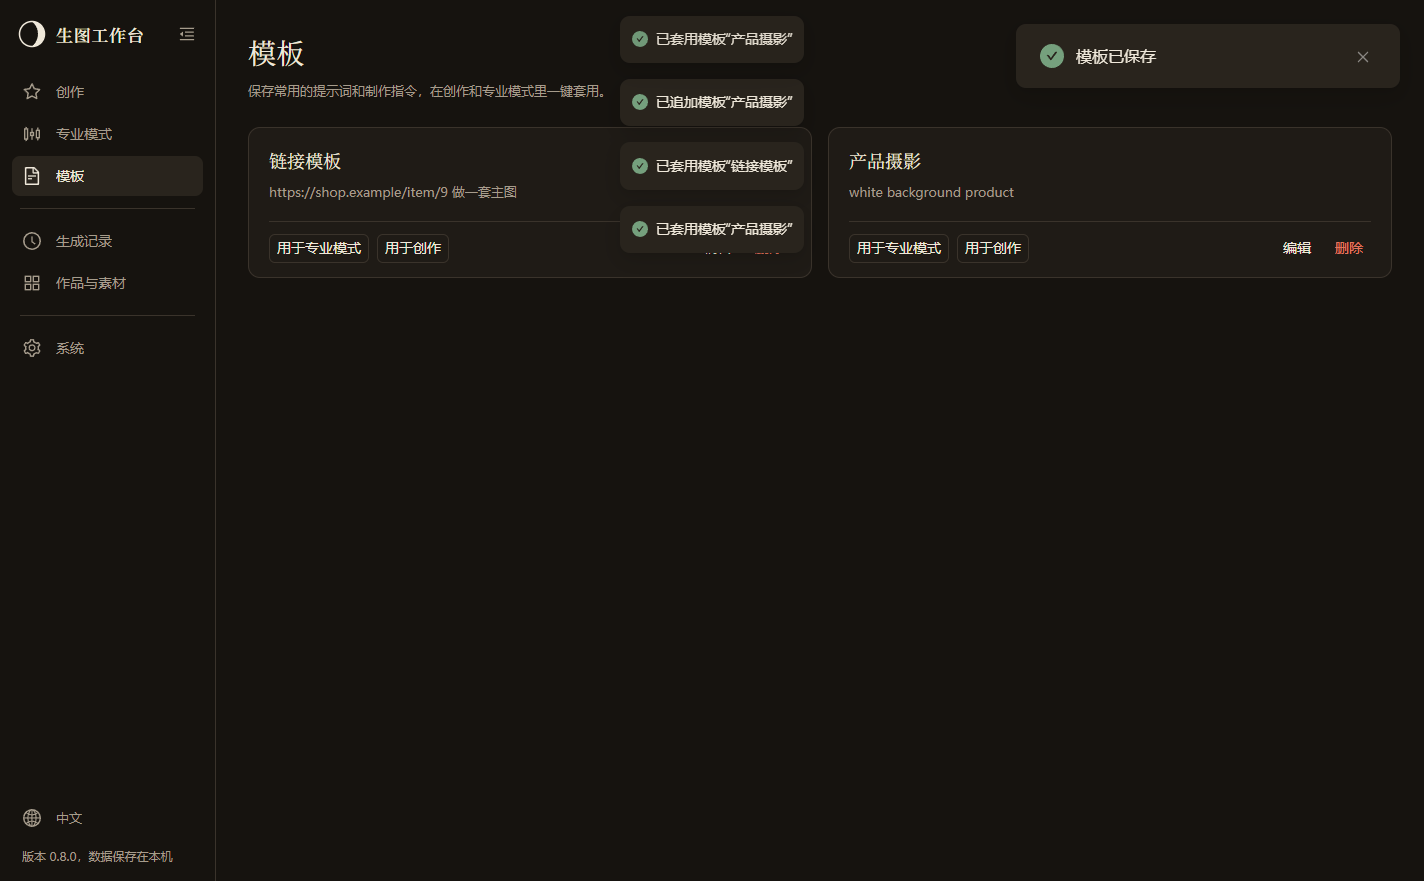 生图工作台
创作
专业模式
模板
生成记录
作品与素材
系统
中文
版本 0.8.0，数据保存在本机
模板
保存常用的提示词和制作指令，在创作和专业模式里一键套用。
已套用模板“产品摄影”
已追加模板“产品摄影”
已套用模板“链接模板”
已套用模板“产品摄影”
模板已保存
链接模板
https://shop.example/item/9 做一套主图
用于专业模式 用于创作
产品摄影
white background product
用于专业模式 用于创作 编辑 删除